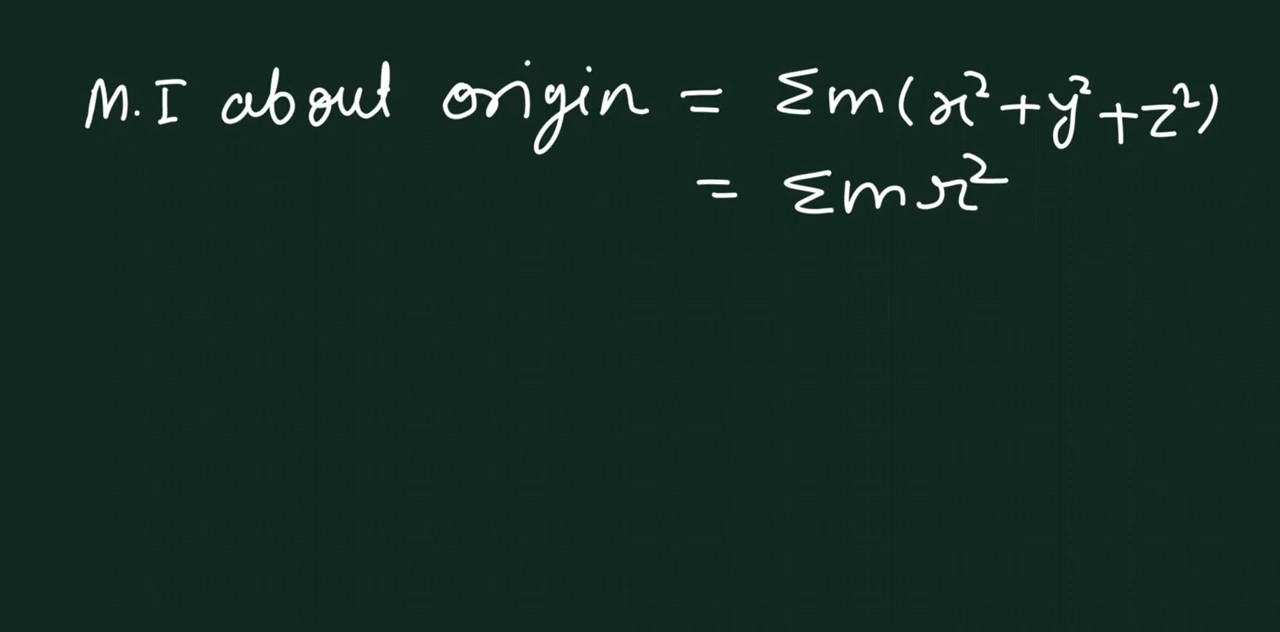 M.I about origin = Σm(x²+y²+z²)
= Σmr²